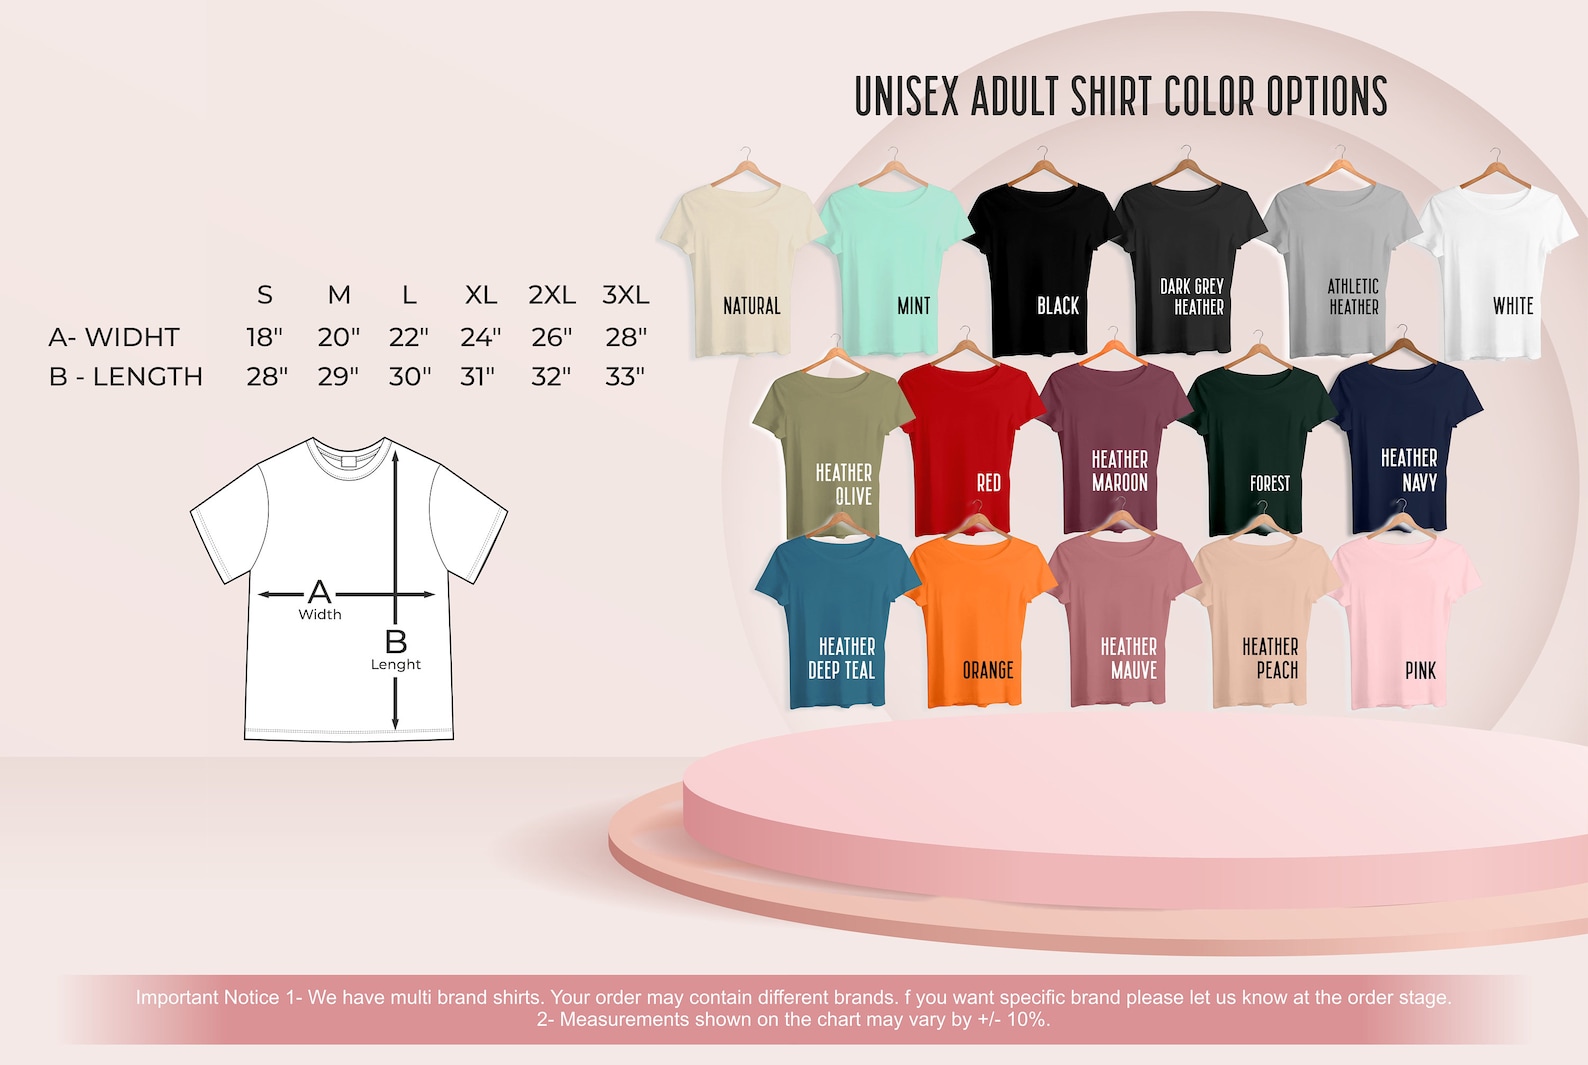 UNISEX ADULT SHIRT COLOR OPTIONS
S M L XL 2XL 3XL
A- WIDHT 18" 20" 22" 24" 26" 28"
B - LENGTH 28" 29" 30" 31" 32" 33"
A
Width
B
Lenght
NATURAL
MINT
BLACK
DARK GREY
HEATHER
ATHLETIC
HEATHER
WHITE
HEATHER
OLIVE
RED
HEATHER
MAROON
FOREST
HEATHER
NAVY
HEATHER
DEEP TEAL
ORANGE
HEATHER
MAUVE
HEATHER
PEACH
PINK
Important Notice 1- We have multi brand shirts. Your order may contain different brands. f you want specific brand please let us know at the order stage.
2- Measurements shown on the chart may vary by +/- 10%.